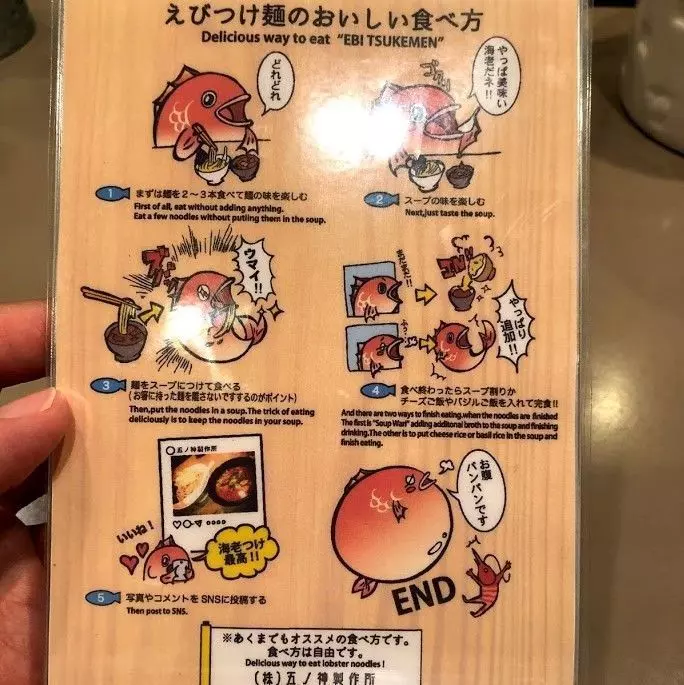 えびつけ麺のおいしい食べ方
Delicious way to eat "EBI TSUKEMEN"
どれどれ
やっぱ美味い
海老だネ!!
1 まずは麺を2〜3本食べて麺の味を楽しむ
First of all, eat without adding anything.
Eat a few noodles without putiing them in the soup.
2 スープの味を楽しむ
Next,just taste the soup.
ウマイ!!
まだまだ!!
やっぱり
追加!!
3 麺をスープにつけて食べる
(お箸に持った麺を離さないですするのがポイント)
Then,put the noodles in a soup.The trick of eating
deliciously is to keep the noodles in your soup.
4 食べ終わったらスープ割りか
チーズご飯やバジルご飯を入れて完食!!
And there are two ways to finish eating.when the noodles are finished
The first is "Soup Wari" adding additonal broth to the soup and finishing
drinking.The other is to put cheese rice or basil rice in the soup and
finish eating.
五ノ神製作所
いいね!
海老つけ
最高!!
5 写真やコメントをSNSに投稿する
Then post to SNS.
お腹
パンパンです
END
※あくまでもオススメの食べ方です。
食べ方は自由です。
Delicious way to eat lobster noodles!
(株)五ノ神製作所